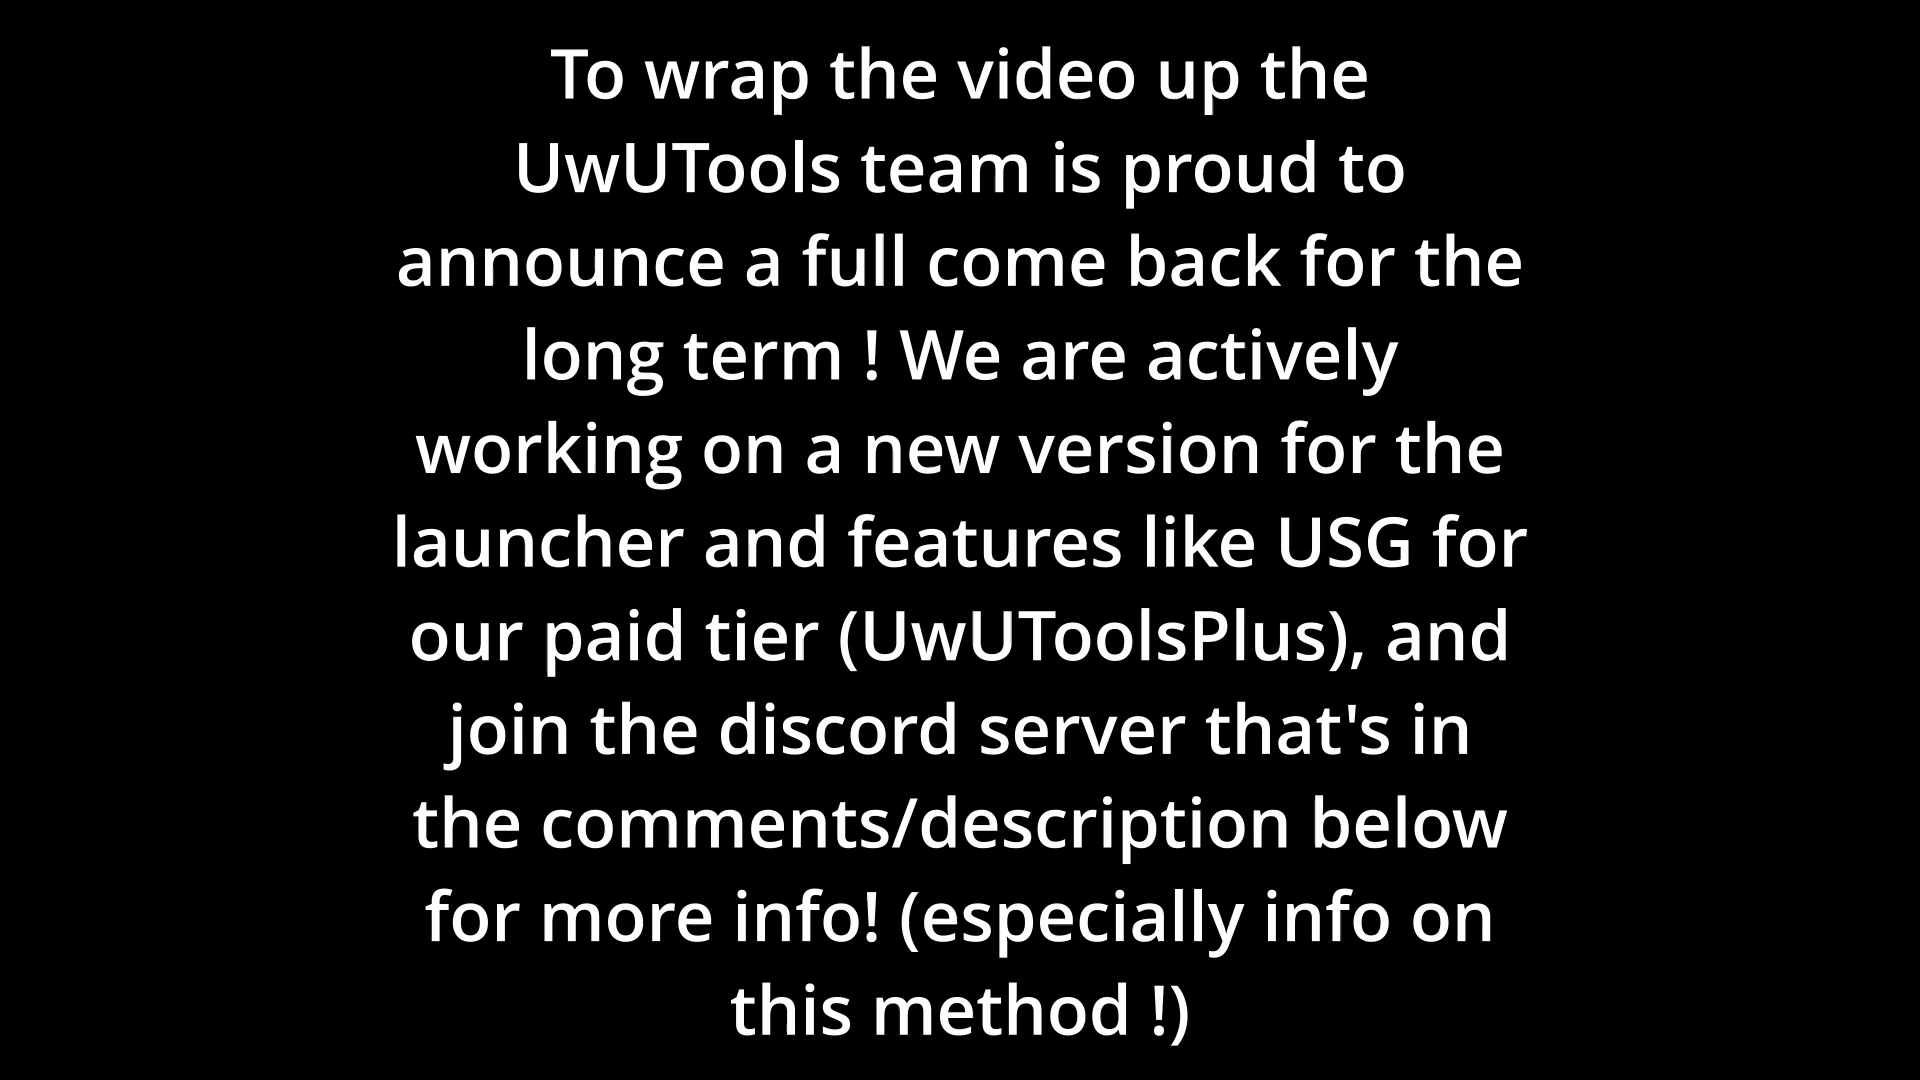 To wrap the video up the
UwUTools team is proud to
announce a full come back for the
long term ! We are actively
working on a new version for the
launcher and features like USG for
our paid tier (UwUToolsPlus), and
join the discord server that's in
the comments/description below
for more info! (especially info on
this method !)